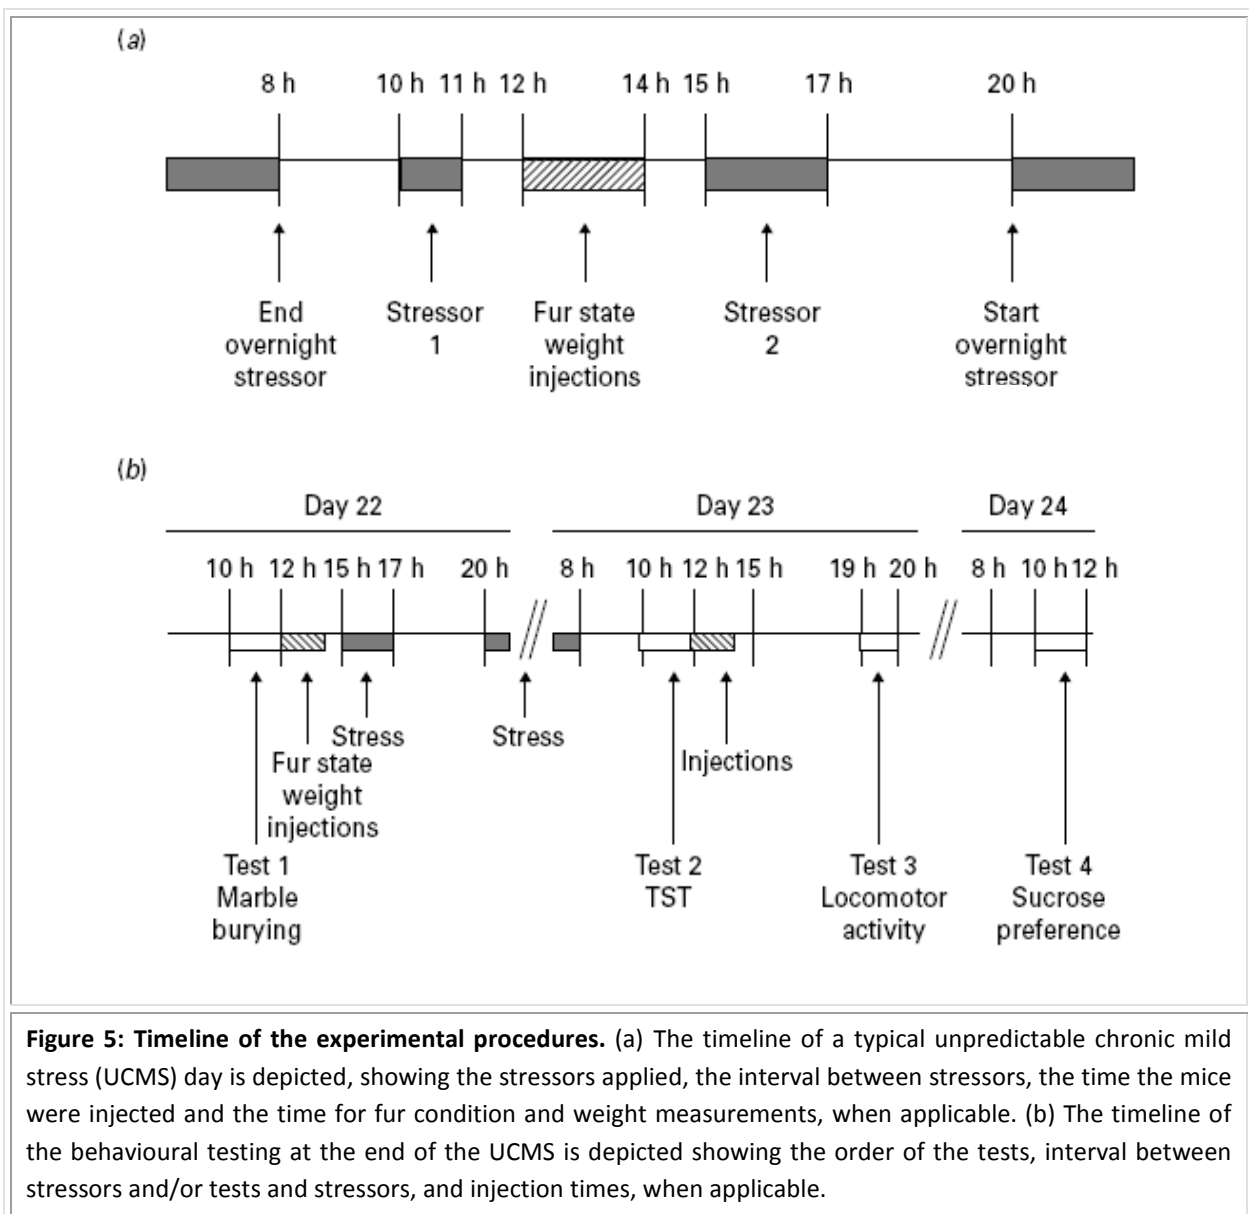 (a)
8 h 10 h 11 h 12 h 14 h 15 h 17 h 20 h
End overnight stressor
Stressor 1
Fur state weight injections
Stressor 2
Start overnight stressor
(b)
Day 22 Day 23 Day 24
10 h 12 h 15 h 17 h 20 h 8 h 10 h 12 h 15 h 19 h 20 h 8 h 10 h 12 h
Stress
Stress
Fur state
weight
injections
Injections
Test 1
Marble
burying
Test 2
TST
Test 3
Locomotor
activity
Test 4
Sucrose
preference
Figure 5: Timeline of the experimental procedures. (a) The timeline of a typical unpredictable chronic mild
stress (UCMS) day is depicted, showing the stressors applied, the interval between stressors, the time the mice
were injected and the time for fur condition and weight measurements, when applicable. (b) The timeline of
the behavioural testing at the end of the UCMS is depicted showing the order of the tests, interval between
stressors and/or tests and stressors, and injection times, when applicable.